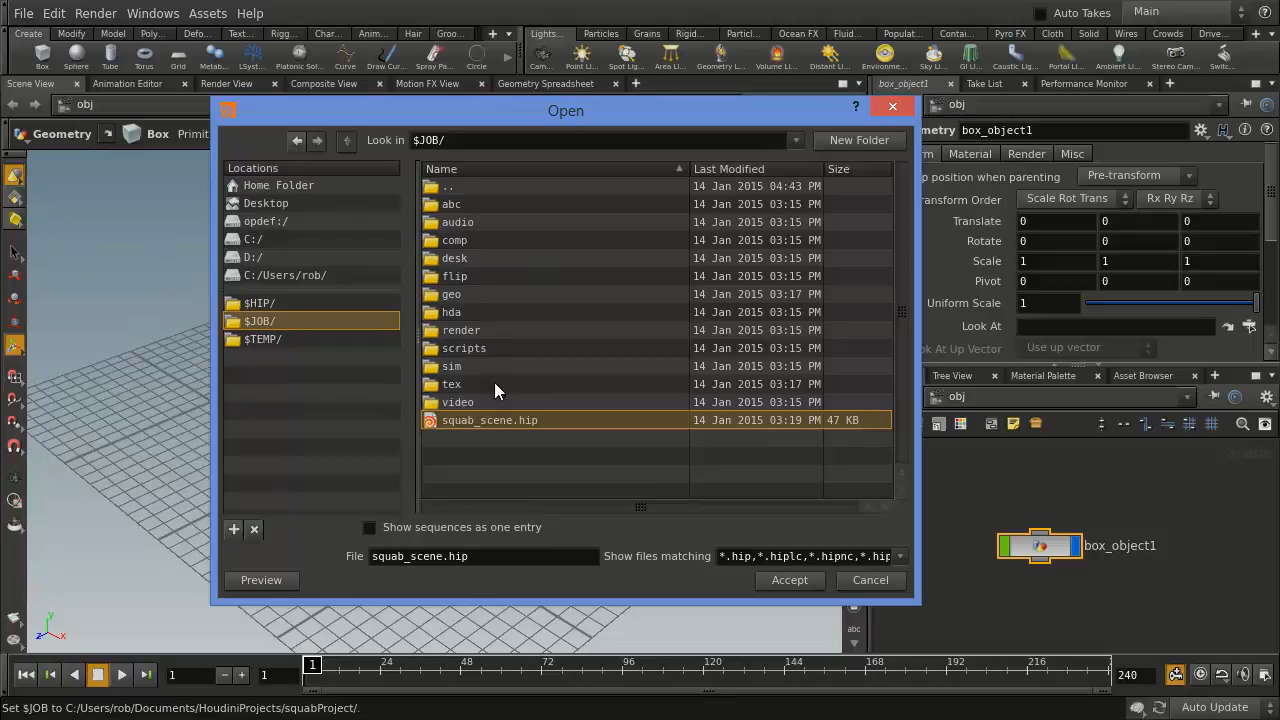 File Edit Render Windows Assets Help Auto Takes Main
Create Modify Model Poly... Defo... Text... Rigg... Char... Anim... Hair Groo... Lights... Particles Grains Rigid... Particl... Ocean FX Fluid... Populat... Contai... Pyro FX Cloth Solid Wires Crowds Drive...
Box Sphere Tube Torus Grid Metab... LSyst... Platonic Sol... Curve Draw Cur... Spray Pa... Circle Cam... Point Li... Spot Lig... Area Li... Geometry L... Volume Li... Distant Li... Environme... Sky Li... GI Li... Caustic Lig... Portal Li... Ambient Li... Stereo Cam... Switc...
Scene View Animation Editor Render View Composite View Motion FX View Geometry Spreadsheet box_object1 Take List Performance Monitor
obj
Open
obj
Geometry Box Primit
metry box_object1
Look in $JOB/ New Folder
m Material Render Misc
Locations
Home Folder
Desktop
opdef:/
C:/
D:/
C:/Users/rob/
$HIP/
$JOB/
$TEMP/
Name Last Modified Size
.. 14 Jan 2015 04:43 PM
abc 14 Jan 2015 03:15 PM
audio 14 Jan 2015 03:15 PM
comp 14 Jan 2015 03:15 PM
desk 14 Jan 2015 03:15 PM
flip 14 Jan 2015 03:15 PM
geo 14 Jan 2015 03:17 PM
hda 14 Jan 2015 03:15 PM
render 14 Jan 2015 03:15 PM
scripts 14 Jan 2015 03:15 PM
sim 14 Jan 2015 03:15 PM
tex 14 Jan 2015 03:17 PM
video 14 Jan 2015 03:15 PM
squab_scene.hip 14 Jan 2015 03:19 PM 47 KB
Show sequences as one entry
File squab_scene.hip Show files matching *.hip,*.hiplc,*.hipnc,*.hip
Preview Accept Cancel
p position when parenting Pre-transform
ransform Order Scale Rot Trans Rx Ry Rz
Translate 0 0 0
Rotate 0 0 0
Scale 1 1 1
Pivot 0 0 0
Uniform Scale 1
Look At
ok At Up Vector Use up vector
Tree View Material Palette Asset Browser
obj
box_object1
y
z x
abc
1 24 48 72 96 120 144 168 192 216
1 1 240
Set $JOB to C:/Users/rob/Documents/HoudiniProjects/squabProject/. Auto Update